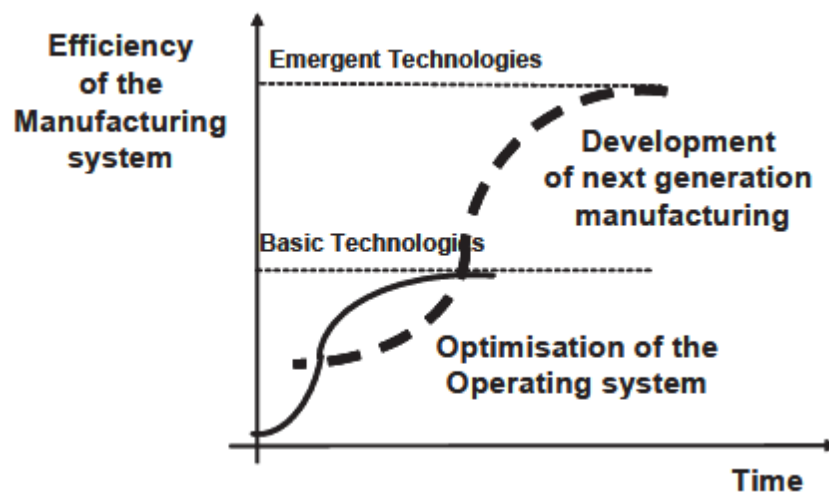 Efficiency
of the
Manufacturing
system
Emergent Technologies
Development
of next generation
manufacturing
Basic Technologies
Optimisation of the
Operating system
Time